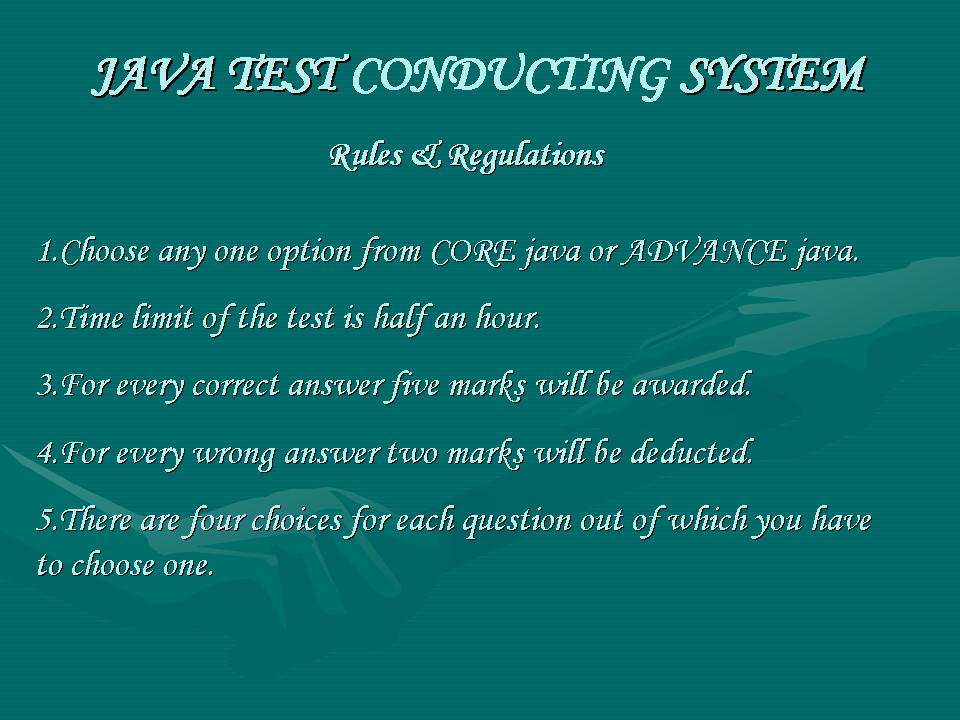 JAVA TEST CONDUCTING SYSTEM
Rules & Regulations
1.Choose any one option from CORE java or ADVANCE java.
2.Time limit of the test is half an hour.
3.For every correct answer five marks will be awarded.
4.For every wrong answer two marks will be deducted.
5.There are four choices for each question out of which you have
to choose one.